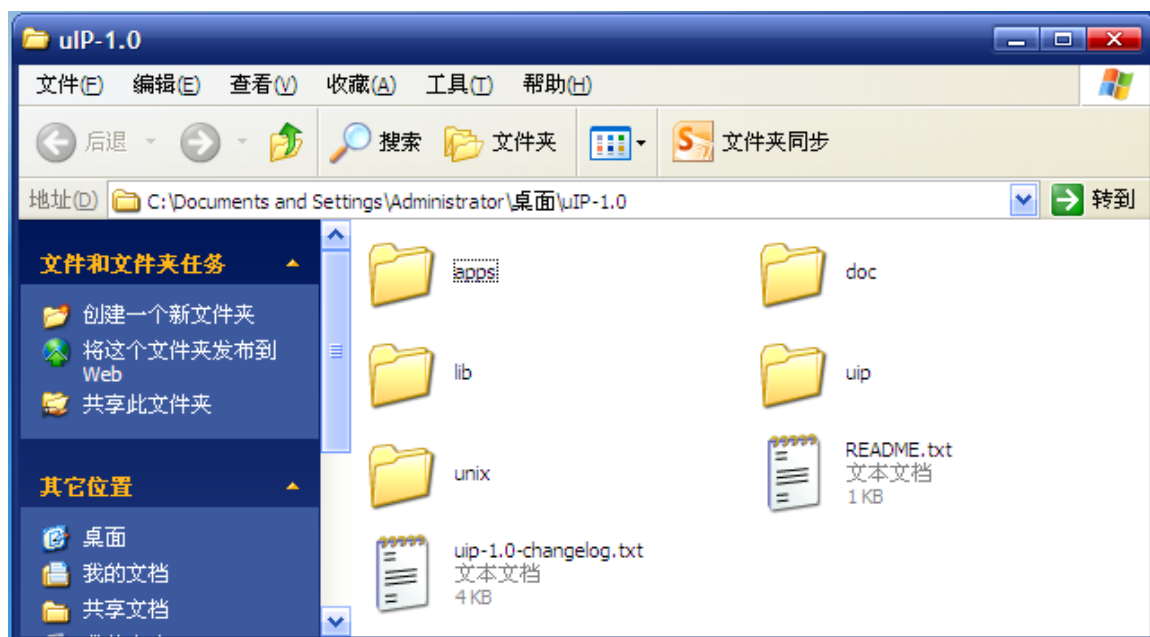 uIP-1.0
文件(F) 编辑(E) 查看(V) 收藏(A) 工具(T) 帮助(H)
后退 搜索 文件夹 文件夹同步
地址(D) C:\Documents and Settings\Administrator\桌面\uIP-1.0 转到
文件和文件夹任务
创建一个新文件夹
将这个文件夹发布到
Web
共享此文件夹
其它位置
桌面
我的文档
共享文档
apps
doc
lib
uip
unix
README.txt
文本文档
1 KB
uip-1.0-changelog.txt
文本文档
4 KB